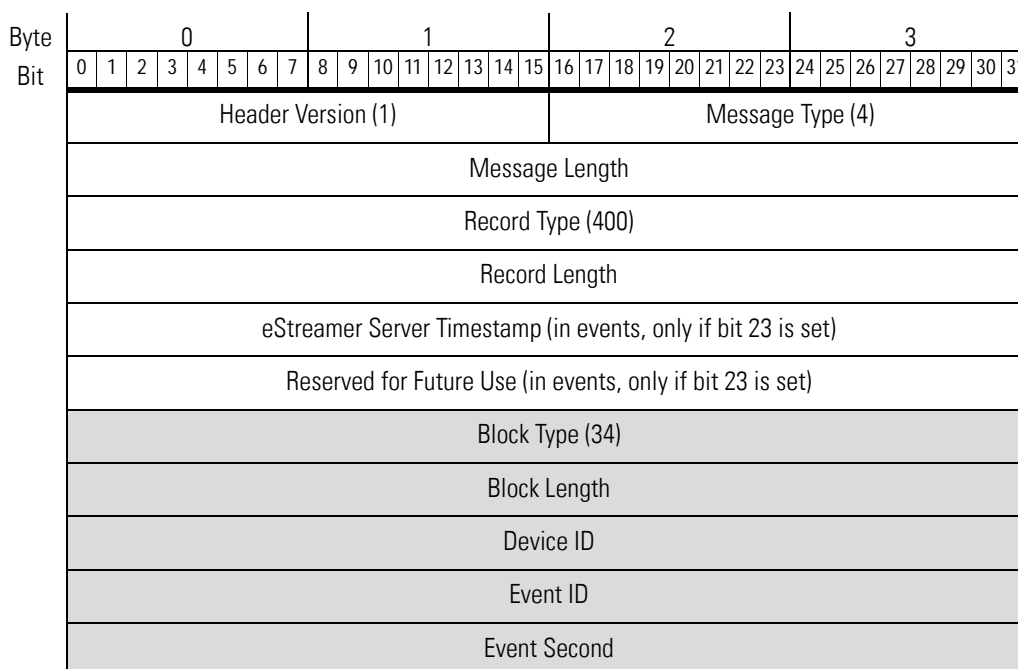 Byte 0 1 2 3
Bit 0 1 2 3 4 5 6 7 8 9 10 11 12 13 14 15 16 17 18 19 20 21 22 23 24 25 26 27 28 29 30
Header Version (1) Message Type (4)
Message Length
Record Type (400)
Record Length
eStreamer Server Timestamp (in events, only if bit 23 is set)
Reserved for Future Use (in events, only if bit 23 is set)
Block Type (34)
Block Length
Device ID
Event ID
Event Second